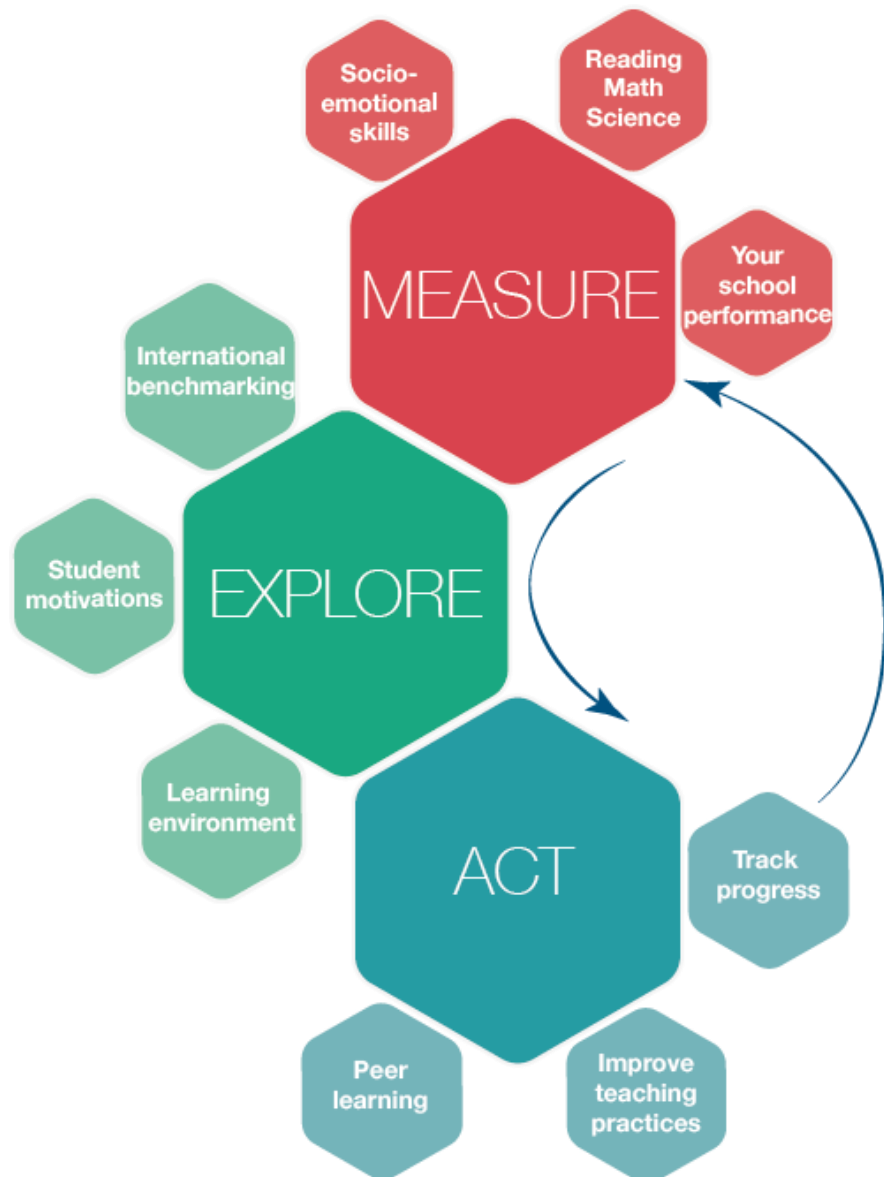 Socio-
emotional
skills
Reading
Math
Science
MEASURE
Your
school
performance
International
benchmarking
Student
motivations
EXPLORE
Learning
environment
ACT
Track
progress
Peer
learning
Improve
teaching
practices